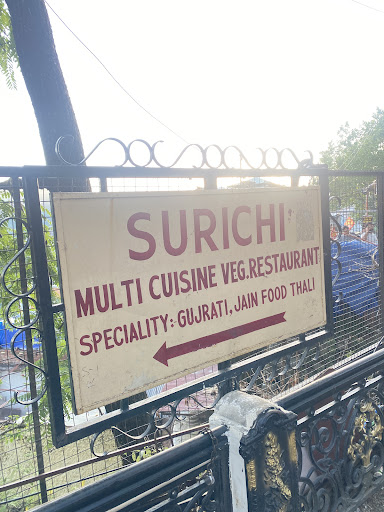 SURICHI
MULTI CUISINE VEG.RESTAURANT
SPECIALITY: GUJRATI, JAIN FOOD THALI